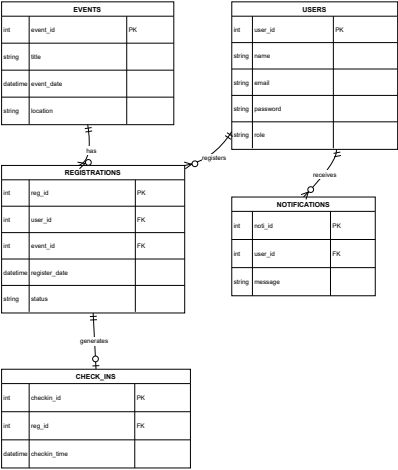 EVENTS
int event_id PK
string title
datetime event_date
string location
USERS
int user_id PK
string name
string email
string password
string role
has
registers
receives
REGISTRATIONS
int reg_id PK
int user_id FK
int event_id FK
datetime register_date
string status
NOTIFICATIONS
int noti_id PK
int user_id FK
string message
generates
CHECK_INS
int checkin_id PK
int reg_id FK
datetime checkin_time